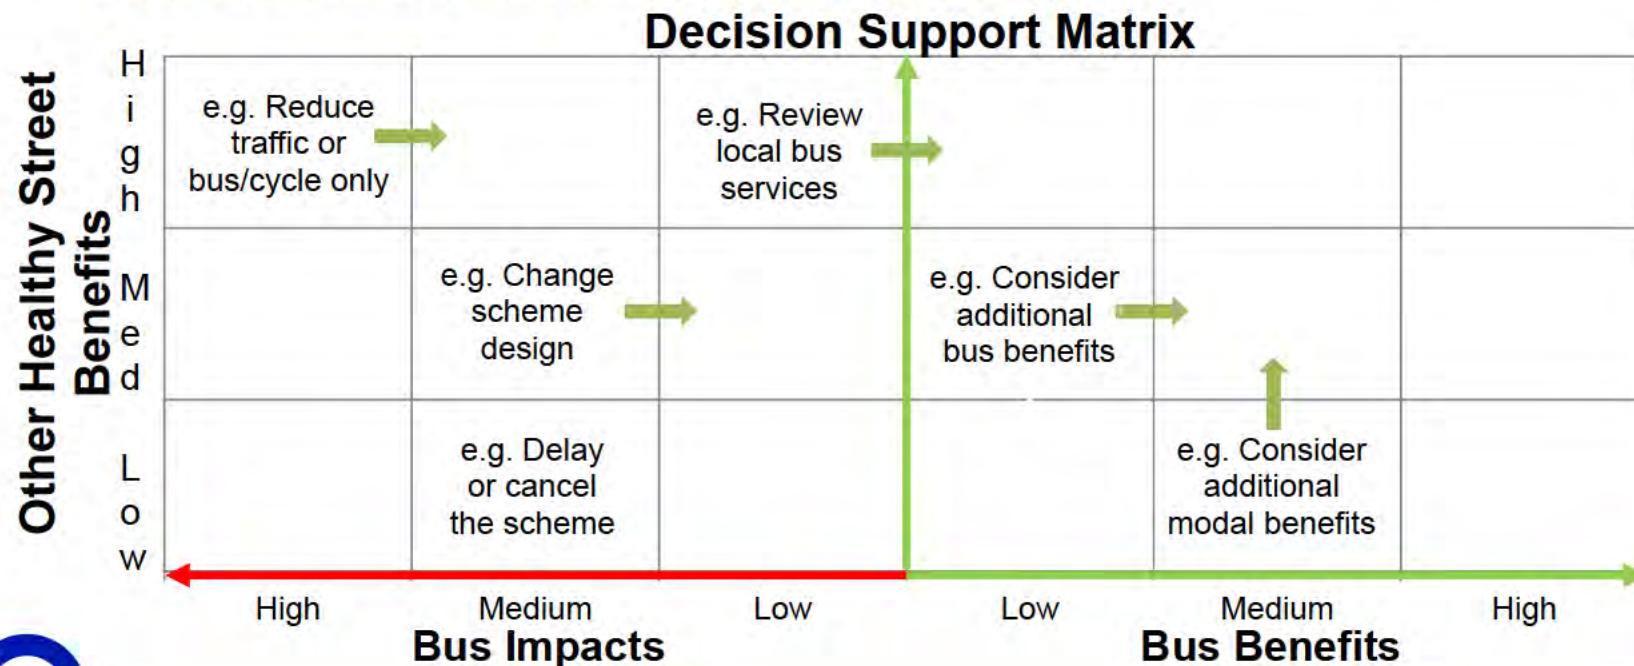 Decision Support Matrix
Other Healthy Street
Benefits
High
Med
Low
e.g. Reduce
traffic or
bus/cycle only
e.g. Review
local bus
services
e.g. Change
scheme
design
e.g. Consider
additional
bus benefits
e.g. Delay
or cancel
the scheme
e.g. Consider
additional
modal benefits
High
Medium
Low
Low
Medium
High
Bus Impacts
Bus Benefits